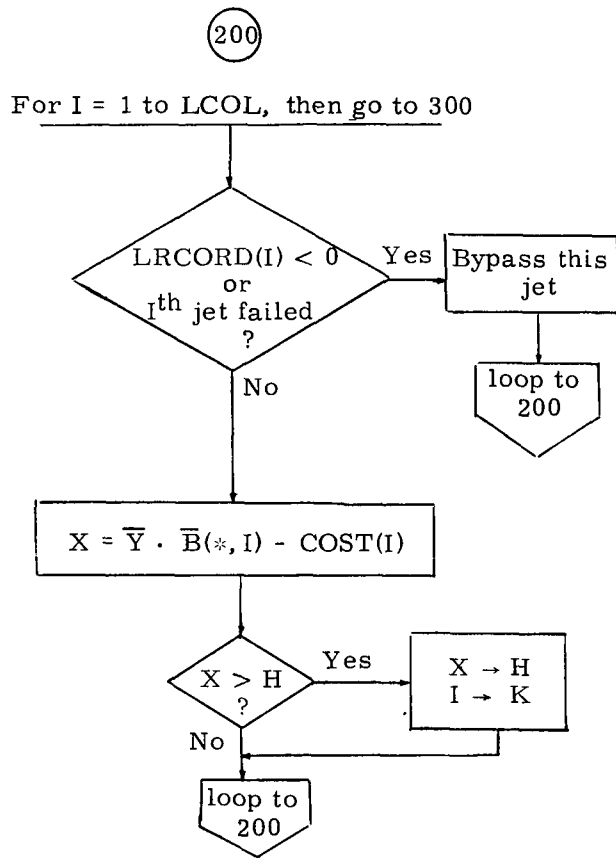 200
For I = 1 to LCOL, then go to 300
LRCORD(I) < 0
or
Ith jet failed
?
Yes
Bypass this
jet
loop to
200
No
X = Y̅ · B̅(*, I) - COST(I)
X > H
?
Yes
X → H
I → K
No
loop to
200